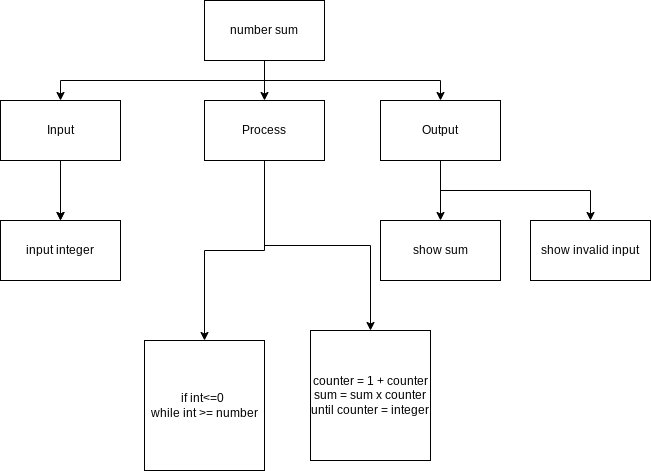 number sum
Input
Process
Output
input integer
show sum
show invalid input
if int<=0
while int >= number
counter = 1 + counter
sum = sum x counter
until counter = integer